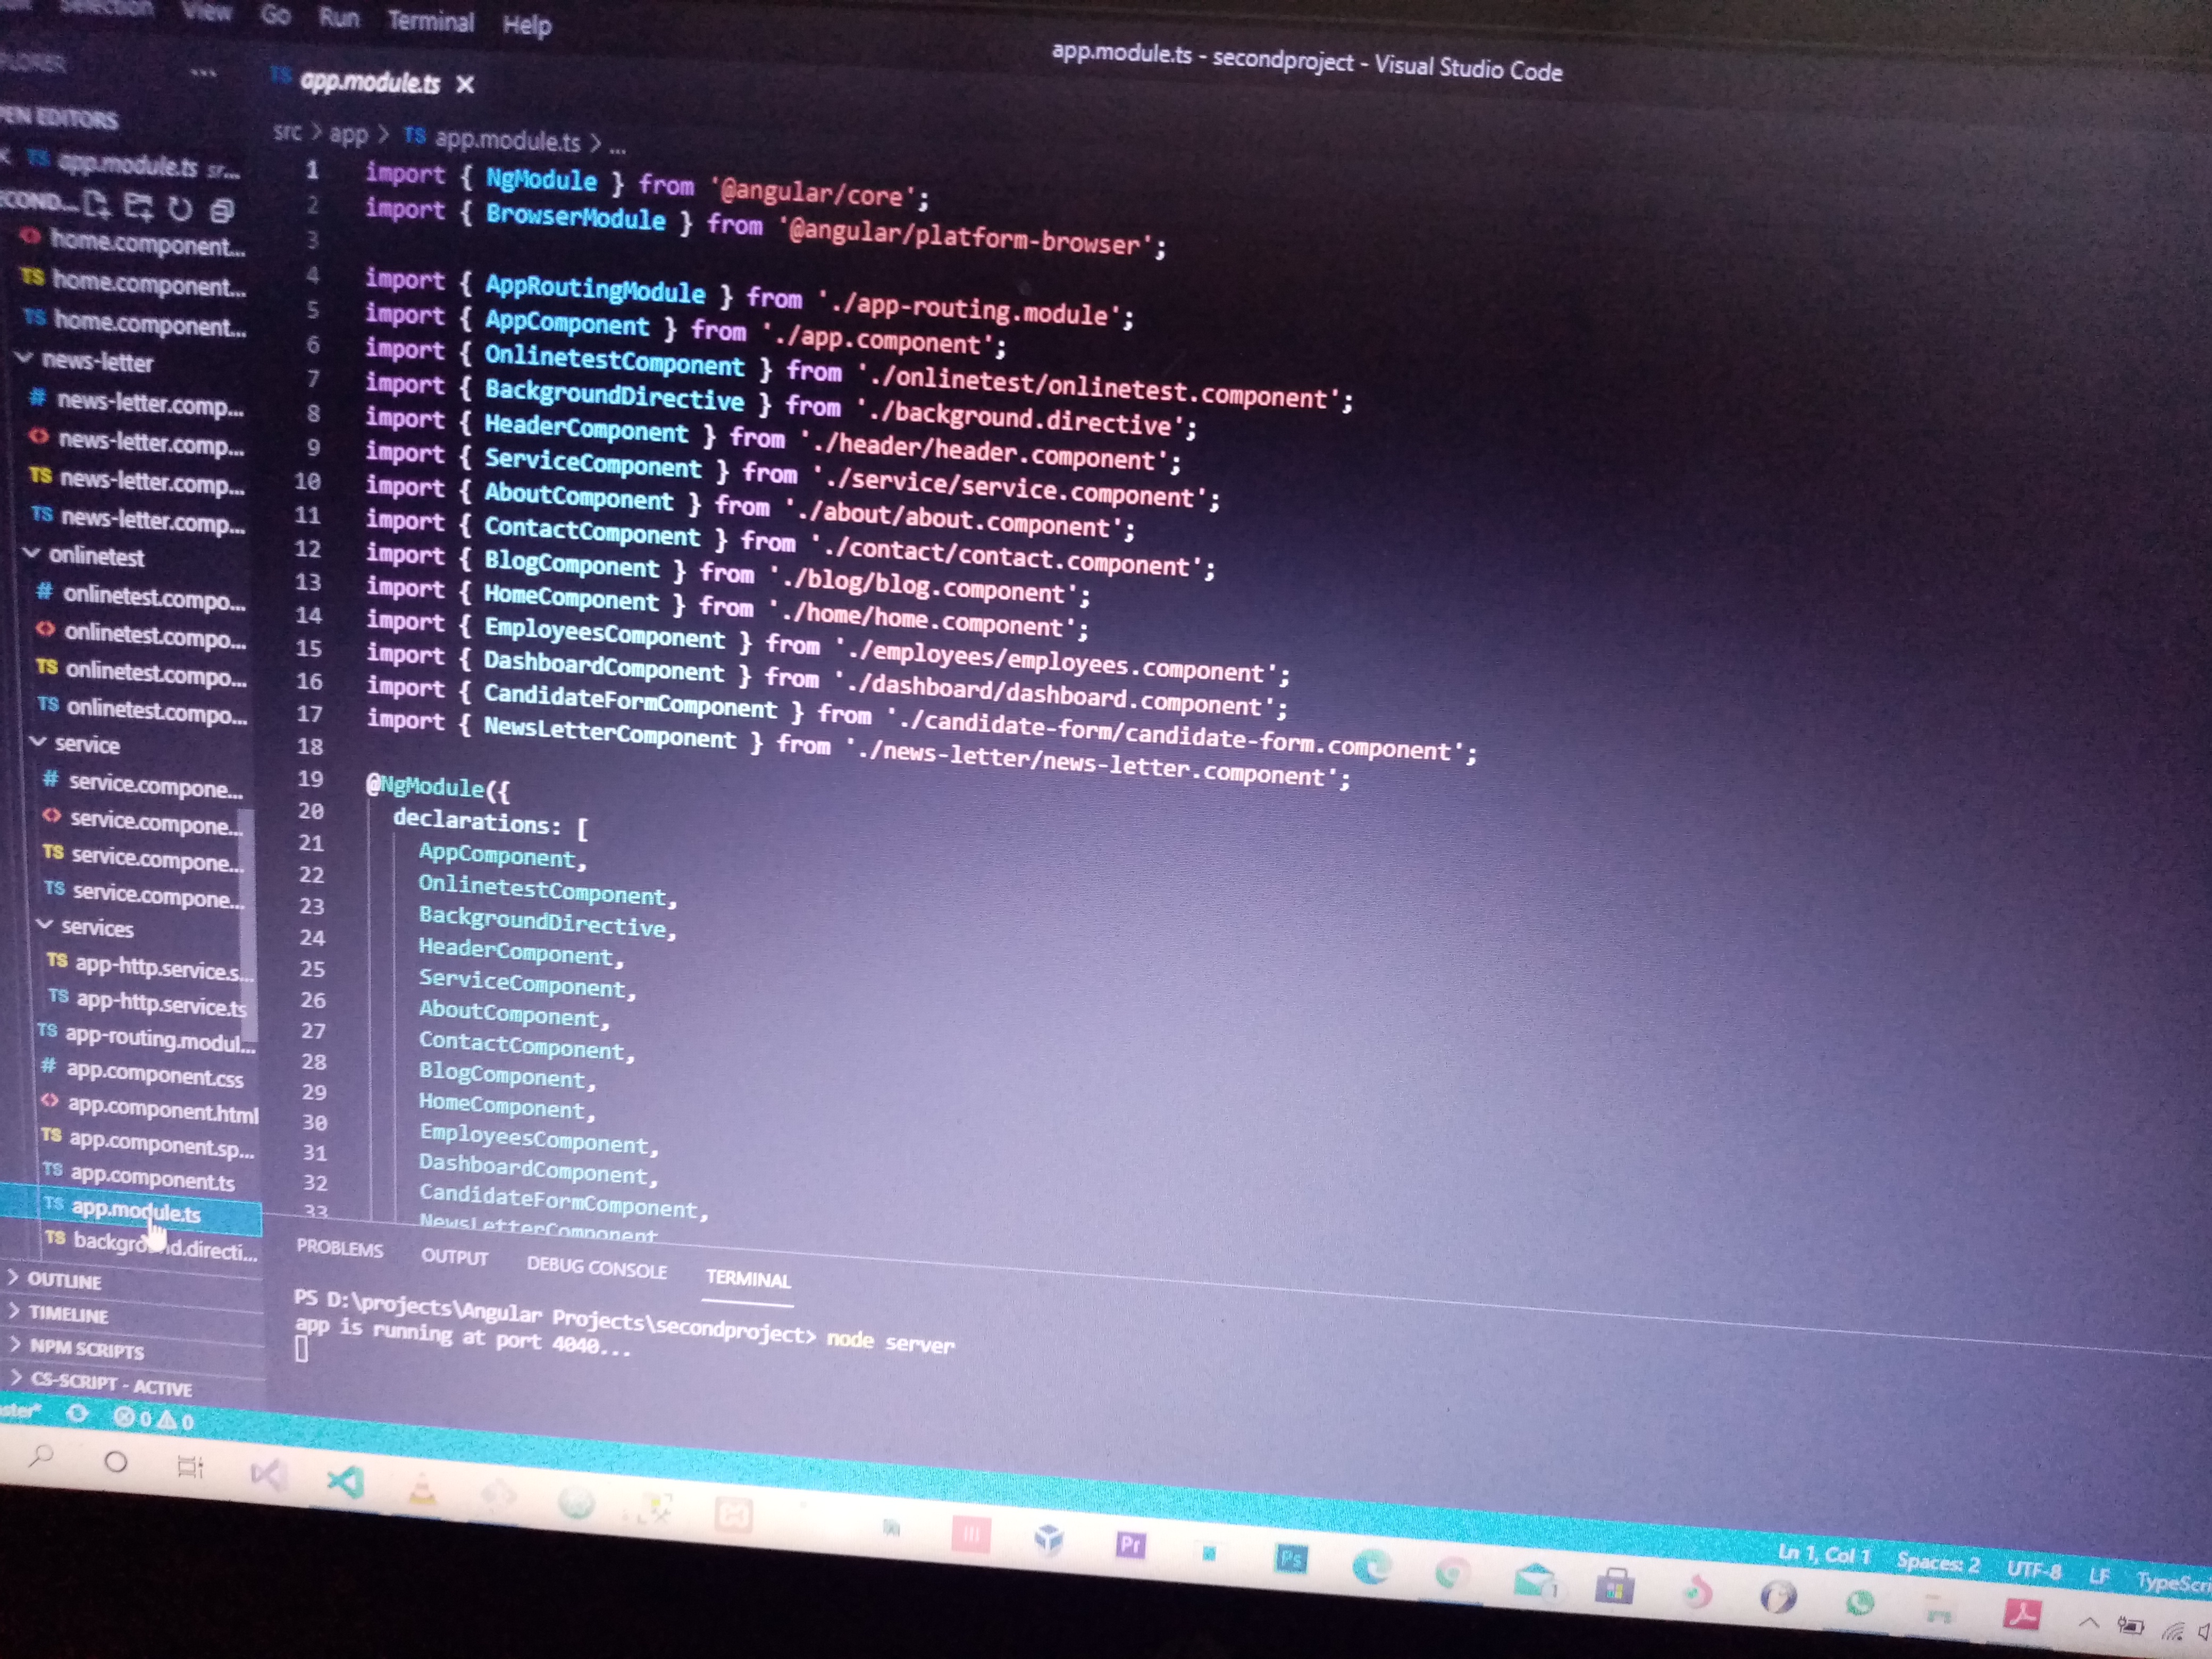 Selection View Go Run Terminal Help
app.module.ts - secondproject - Visual Studio Code
...
TS app.module.ts ×
EN EDITORS
TS app.module.ts sr...
COND...
home.component...
TS home.component...
TS home.component...
news-letter
# news-letter.comp...
<> news-letter.comp...
TS news-letter.comp...
TS news-letter.comp...
onlinetest
# onlinetest.compo...
<> onlinetest.compo...
TS onlinetest.compo...
TS onlinetest.compo...
service
# service.compone...
<> service.compone...
TS service.compone...
TS service.compone...
services
TS app-http.service.s...
TS app-http.service.ts
TS app-routing.modul...
# app.component.css
<> app.component.html
TS app.component.sp...
TS app.component.ts
TS app.module.ts
TS background.directi...
> OUTLINE
> TIMELINE
> NPM SCRIPTS
> CS-SCRIPT - ACTIVE
src > app > TS app.module.ts > ...
1 import { NgModule } from '@angular/core';
2 import { BrowserModule } from '@angular/platform-browser';
3
4 import { AppRoutingModule } from './app-routing.module';
5 import { AppComponent } from './app.component';
6 import { OnlinetestComponent } from './onlinetest/onlinetest.component';
7 import { BackgroundDirective } from './background.directive';
8 import { HeaderComponent } from './header/header.component';
9 import { ServiceComponent } from './service/service.component';
10 import { AboutComponent } from './about/about.component';
11 import { ContactComponent } from './contact/contact.component';
12 import { BlogComponent } from './blog/blog.component';
13 import { HomeComponent } from './home/home.component';
14 import { EmployeesComponent } from './employees/employees.component';
15 import { DashboardComponent } from './dashboard/dashboard.component';
16 import { CandidateFormComponent } from './candidate-form/candidate-form.component';
17 import { NewsLetterComponent } from './news-letter/news-letter.component';
18
19 @NgModule({
20 declarations: [
21 AppComponent,
22 OnlinetestComponent,
23 BackgroundDirective,
24 HeaderComponent,
25 ServiceComponent,
26 AboutComponent,
27 ContactComponent,
28 BlogComponent,
29 HomeComponent,
30 EmployeesComponent,
31 DashboardComponent,
32 CandidateFormComponent,
33 NewsLetterComponent
PROBLEMS OUTPUT DEBUG CONSOLE TERMINAL
PS D:\projects\Angular Projects\secondproject> node server
app is running at port 4040...
0 0
Ln 1, Col 1 Spaces: 2 UTF-8 LF TypeScri
Pr Ps 1